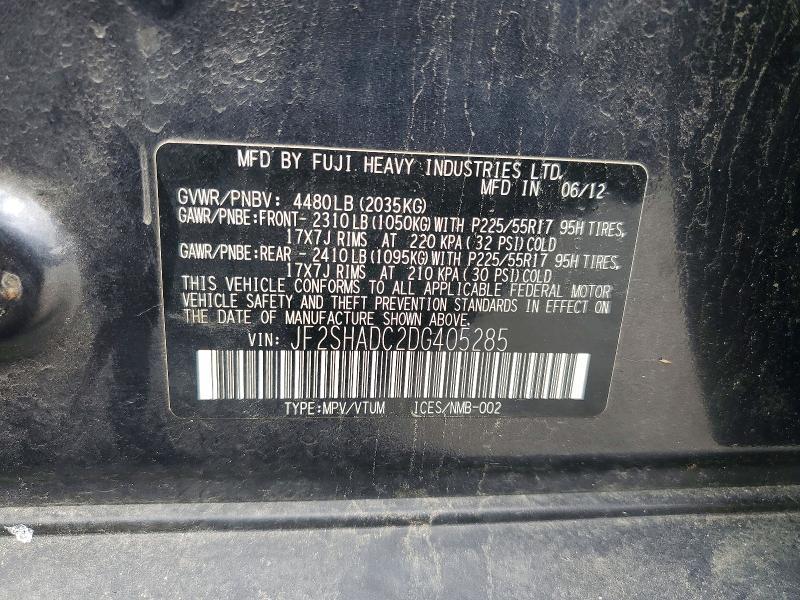 MFD BY FUJI HEAVY INDUSTRIES LTD.
MFD IN 06/12
GVWR/PNBV: 4480LB (2035KG)
GAWR/PNBE:FRONT- 2310LB (1050KG) WITH P225/55R17 95H TIRES,
17X7J RIMS AT 220 KPA (32 PSI) COLD
GAWR/PNBE:REAR - 2410LB (1095KG) WITH P225/55R17 95H TIRES,
17X7J RIMS AT 210 KPA (30 PSI) COLD
THIS VEHICLE CONFORMS TO ALL APPLICABLE FEDERAL MOTOR
VEHICLE SAFETY AND THEFT PREVENTION STANDARDS IN EFFECT ON
THE DATE OF MANUFACTURE SHOWN ABOVE.
VIN: JF2SHADC2DG405285
TYPE:MPV/VTUM ICES/NMB-002